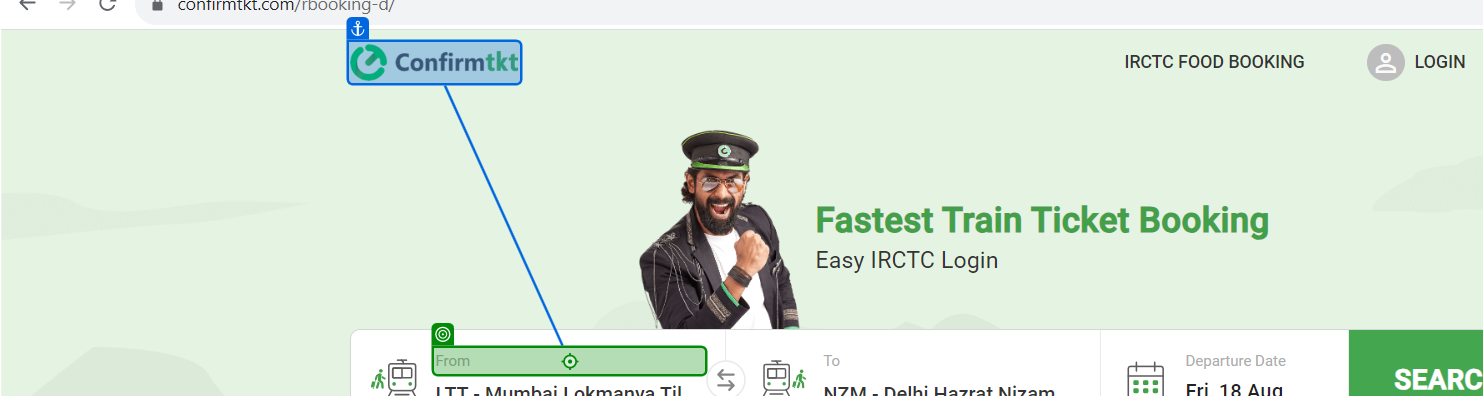 confirmtkt.com/rbooking-d/
Confirmtkt
IRCTC FOOD BOOKING
LOGIN
Fastest Train Ticket Booking
Easy IRCTC Login
From
To
Departure Date
LTT - Mumbai Lokmanya Til
NZM - Delhi Hazrat Nizam
Fri, 18 Aug
SEARC